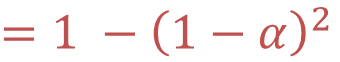 = 1 − (1 − α)²